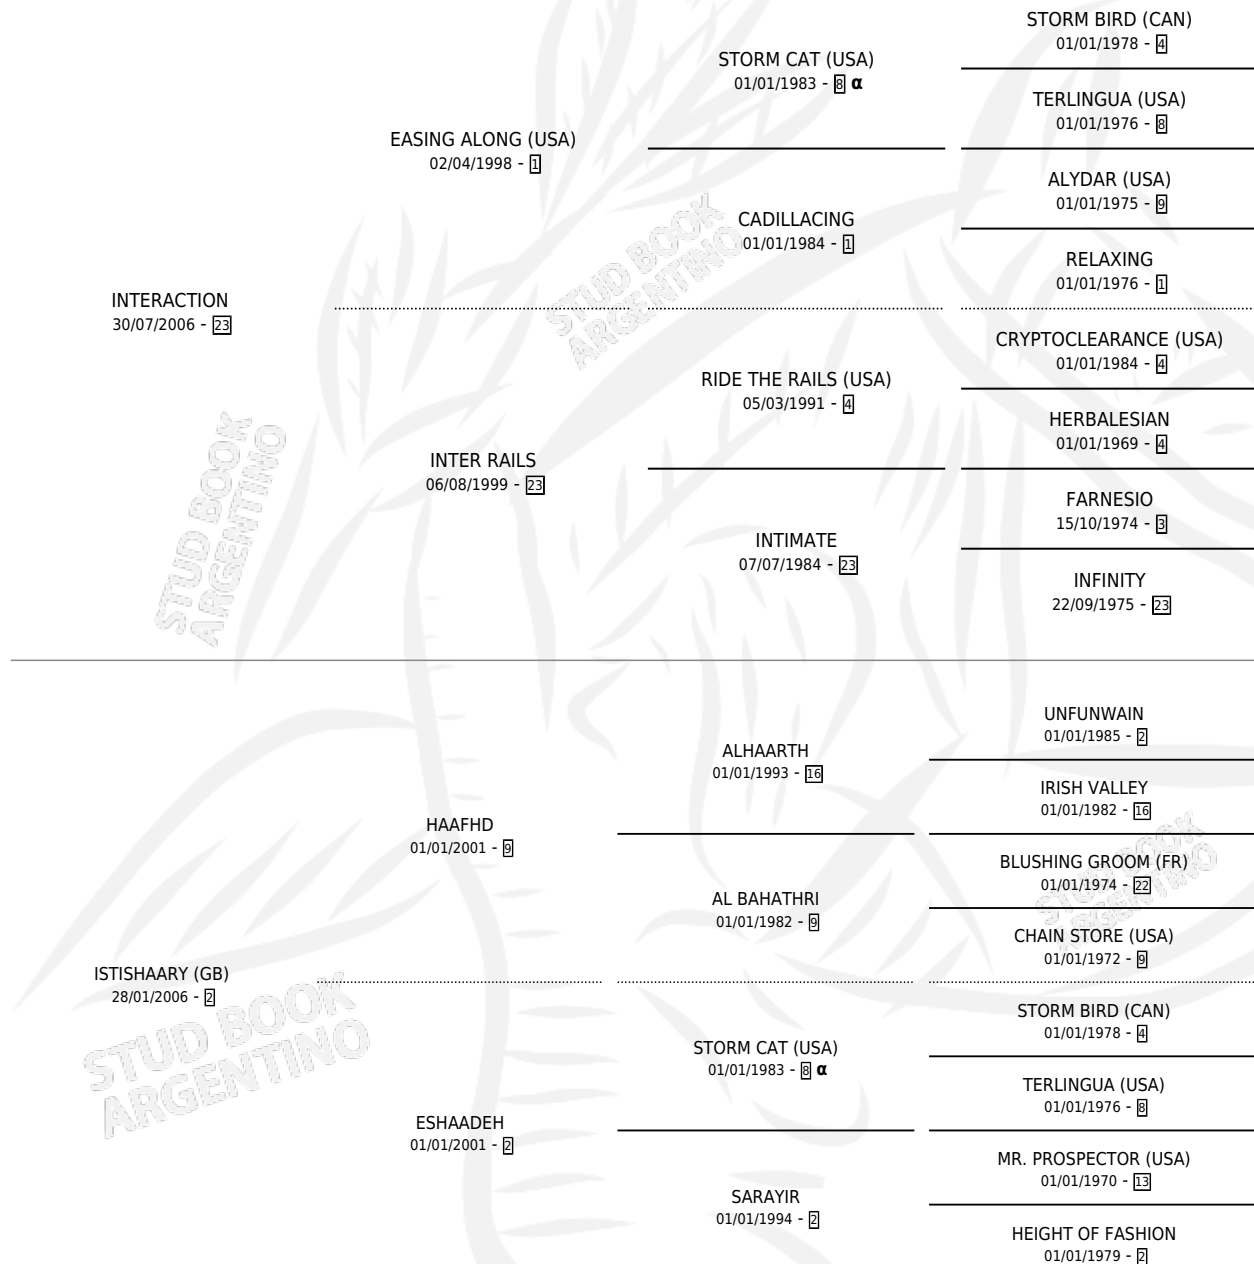 STORM BIRD (CAN)
01/01/1978 - 4
STORM CAT (USA)
01/01/1983 - 8 α
TERLINGUA (USA)
01/01/1976 - 8
EASING ALONG (USA)
02/04/1998 - 1
ALYDAR (USA)
01/01/1975 - 9
CADILLACING
01/01/1984 - 1
RELAXING
01/01/1976 - 1
INTERACTION
30/07/2006 - 23
CRYPTOCLEARANCE (USA)
01/01/1984 - 4
RIDE THE RAILS (USA)
05/03/1991 - 4
HERBALESIAN
01/01/1969 - 4
INTER RAILS
06/08/1999 - 23
FARNESIO
15/10/1974 - 3
INTIMATE
07/07/1984 - 23
INFINITY
22/09/1975 - 23
UNFUNWAIN
01/01/1985 - 2
ALHAARTH
01/01/1993 - 16
IRISH VALLEY
01/01/1982 - 16
HAAFHD
01/01/2001 - 9
BLUSHING GROOM (FR)
01/01/1974 - 22
AL BAHATHRI
01/01/1982 - 9
CHAIN STORE (USA)
01/01/1972 - 9
ISTISHAARY (GB)
28/01/2006 - 2
STORM BIRD (CAN)
01/01/1978 - 4
STORM CAT (USA)
01/01/1983 - 8 α
TERLINGUA (USA)
01/01/1976 - 8
ESHAADEH
01/01/2001 - 2
MR. PROSPECTOR (USA)
01/01/1970 - 13
SARAYIR
01/01/1994 - 2
HEIGHT OF FASHION
01/01/1979 - 2
STUD BOOK
ARGENTINO
STUD BOOK
ARGENTINO
STUD BOOK
ARGENTINO
STUD BOOK
ARGENTINO